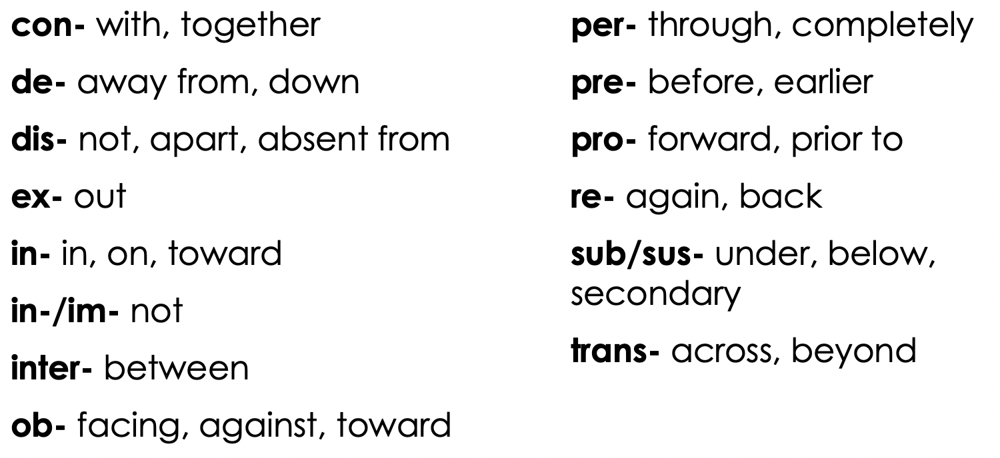 con- with, together
de- away from, down
dis- not, apart, absent from
ex- out
in- in, on, toward
in-/im- not
inter- between
ob- facing, against, toward
per- through, completely
pre- before, earlier
pro- forward, prior to
re- again, back
sub/sus- under, below,
secondary
trans- across, beyond